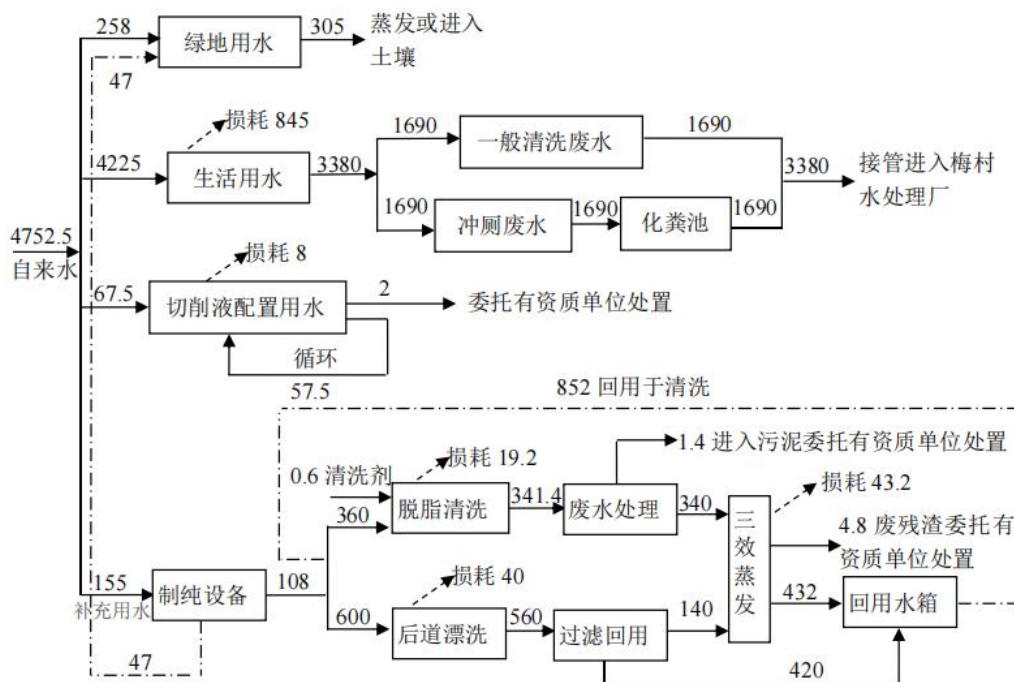 258
绿地用水
305
蒸发或进入
土壤
47
损耗 845
4225
生活用水
3380
1690
一般清洗废水
1690
1690
冲厕废水
1690
化粪池
1690
3380
接管进入梅村
水处理厂
4752.5
自来水
损耗 8
67.5
切削液配置用水
2
委托有资质单位处置
循环
57.5
852 回用于清洗
1.4 进入污泥委托有资质单位处置
0.6 清洗剂
损耗 19.2
360
脱脂清洗
341.4
废水处理
340
三效蒸发
损耗 43.2
4.8 废残渣委托有
资质单位处置
155
补充用水
制纯设备
108
损耗 40
600
后道漂洗
560
过滤回用
140
432
回用水箱
47
420